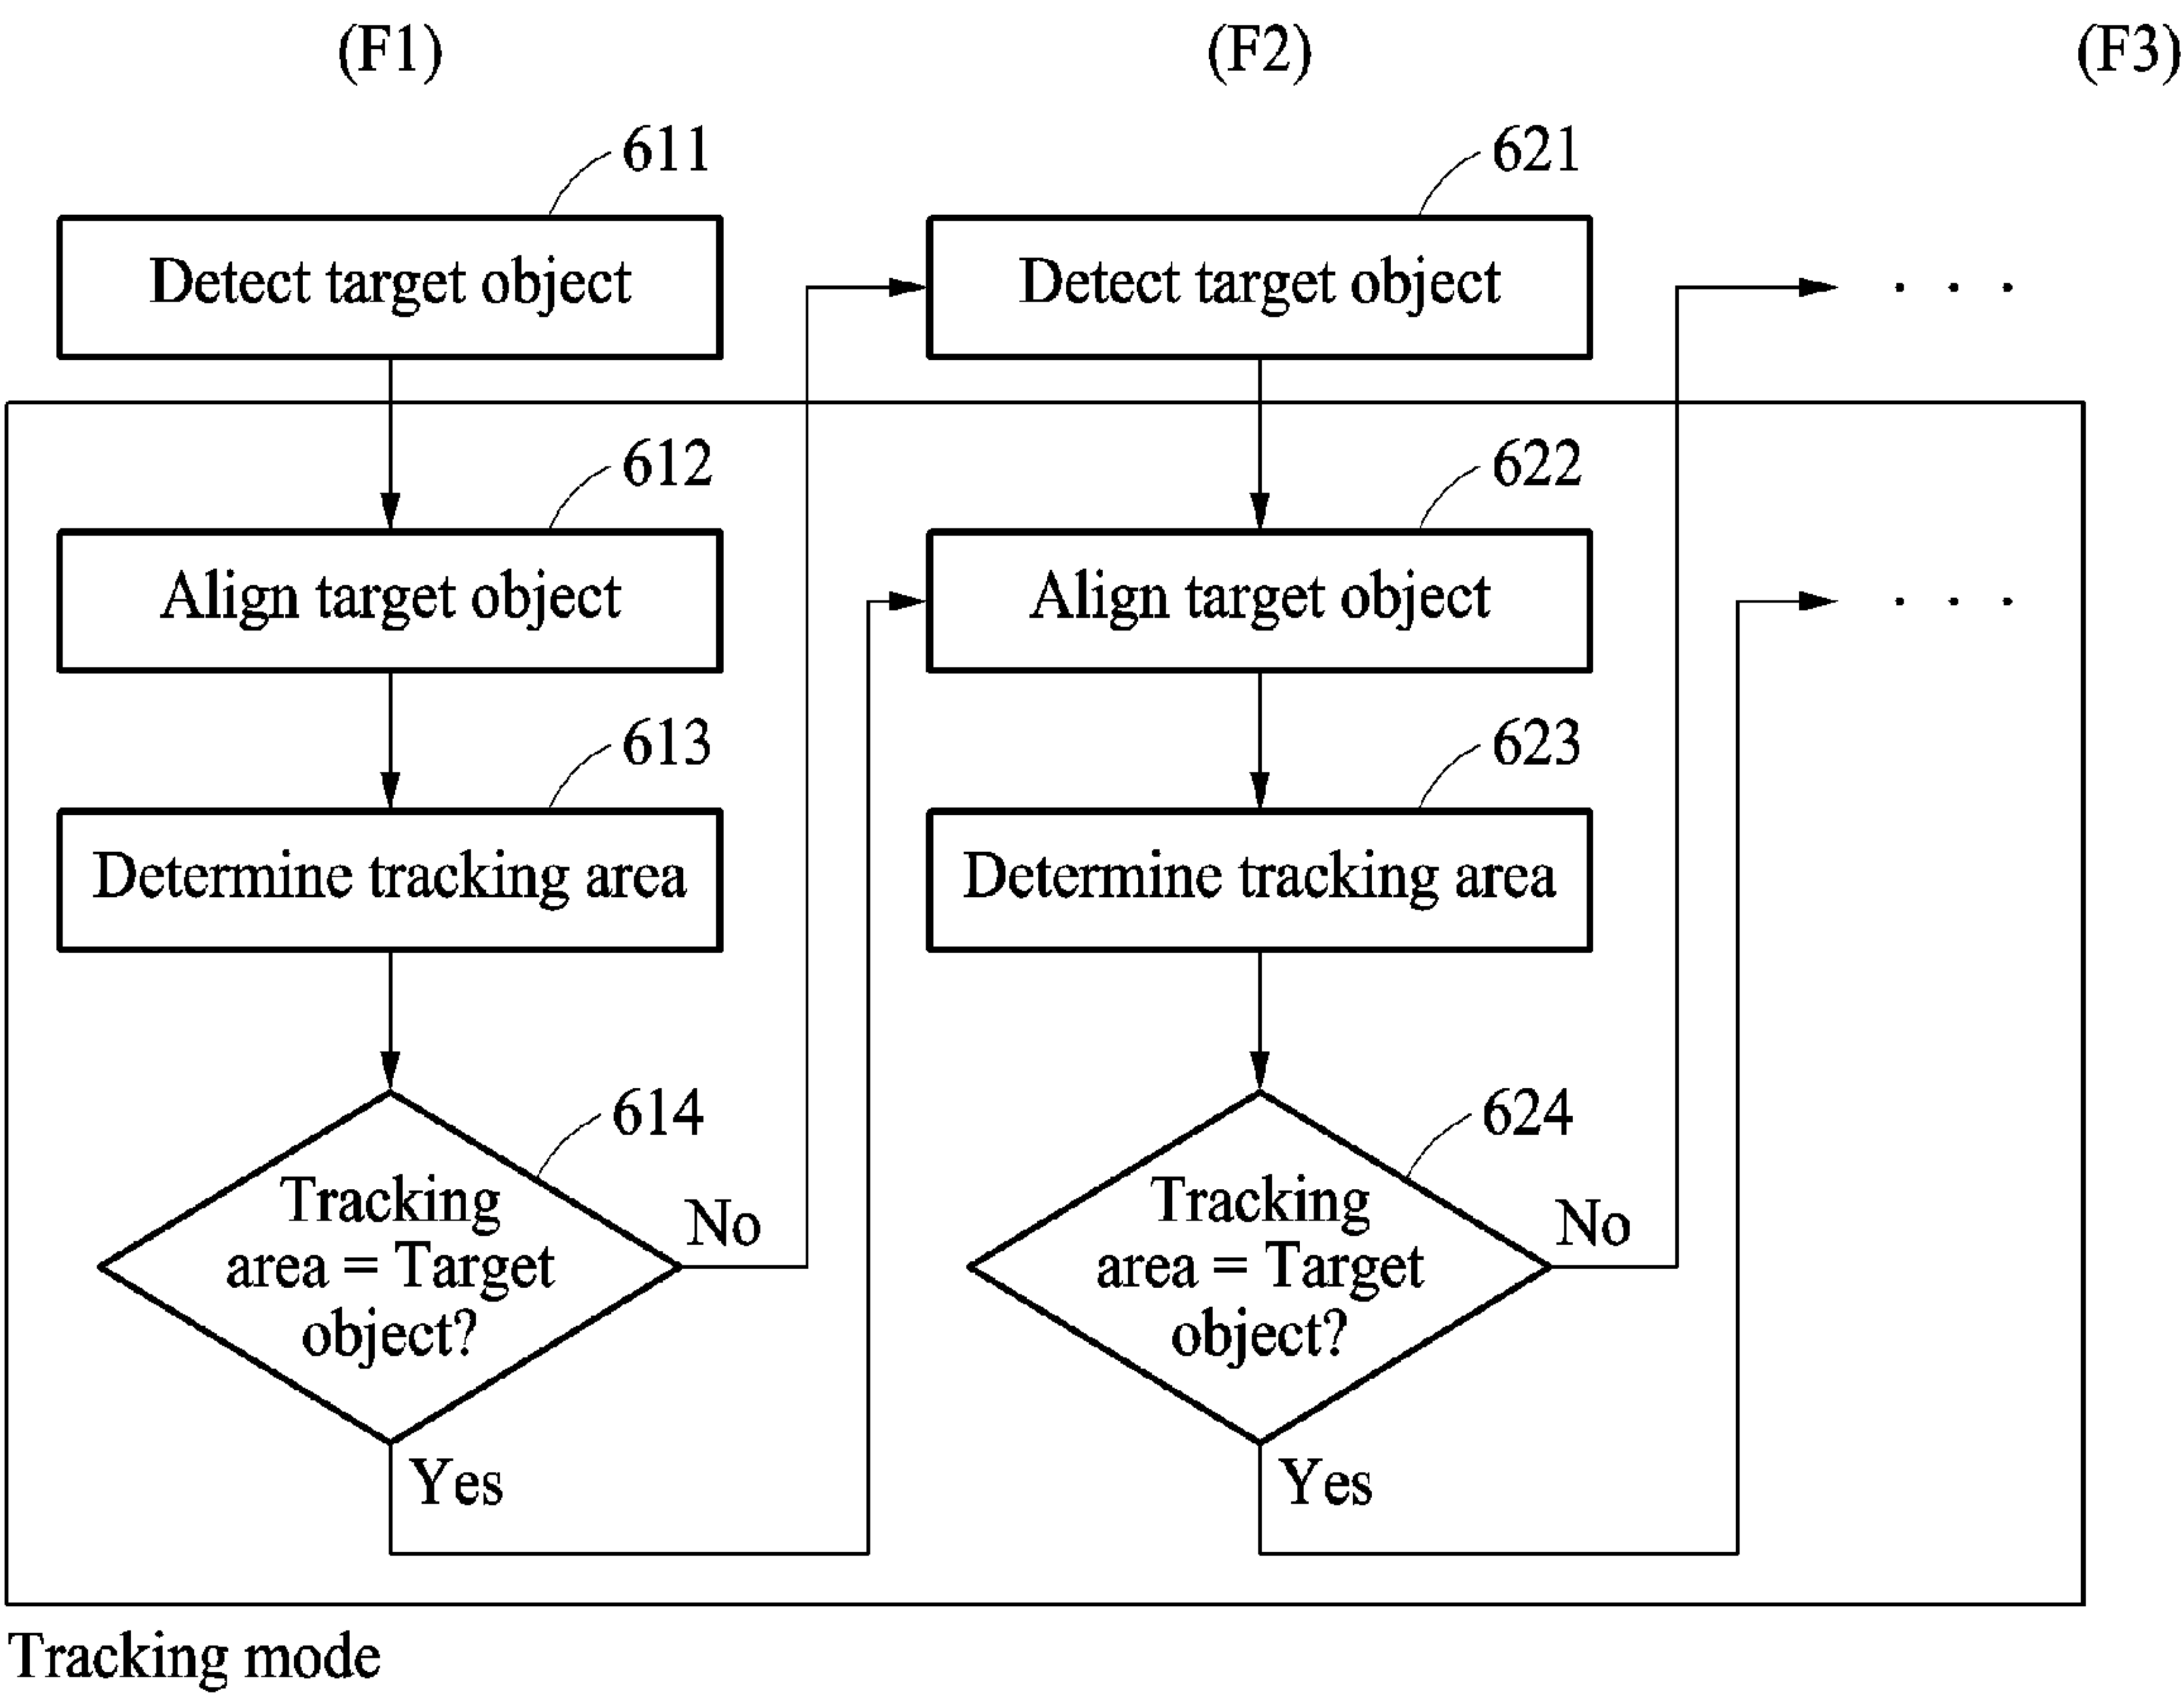 (F1)
(F2)
(F3)
611
621
Detect target object
Detect target object
. . .
612
622
Align target object
Align target object
. . .
613
623
Determine tracking area
Determine tracking area
614
624
Tracking
area = Target
object?
No
Tracking
area = Target
object?
No
Yes
Yes
Tracking mode